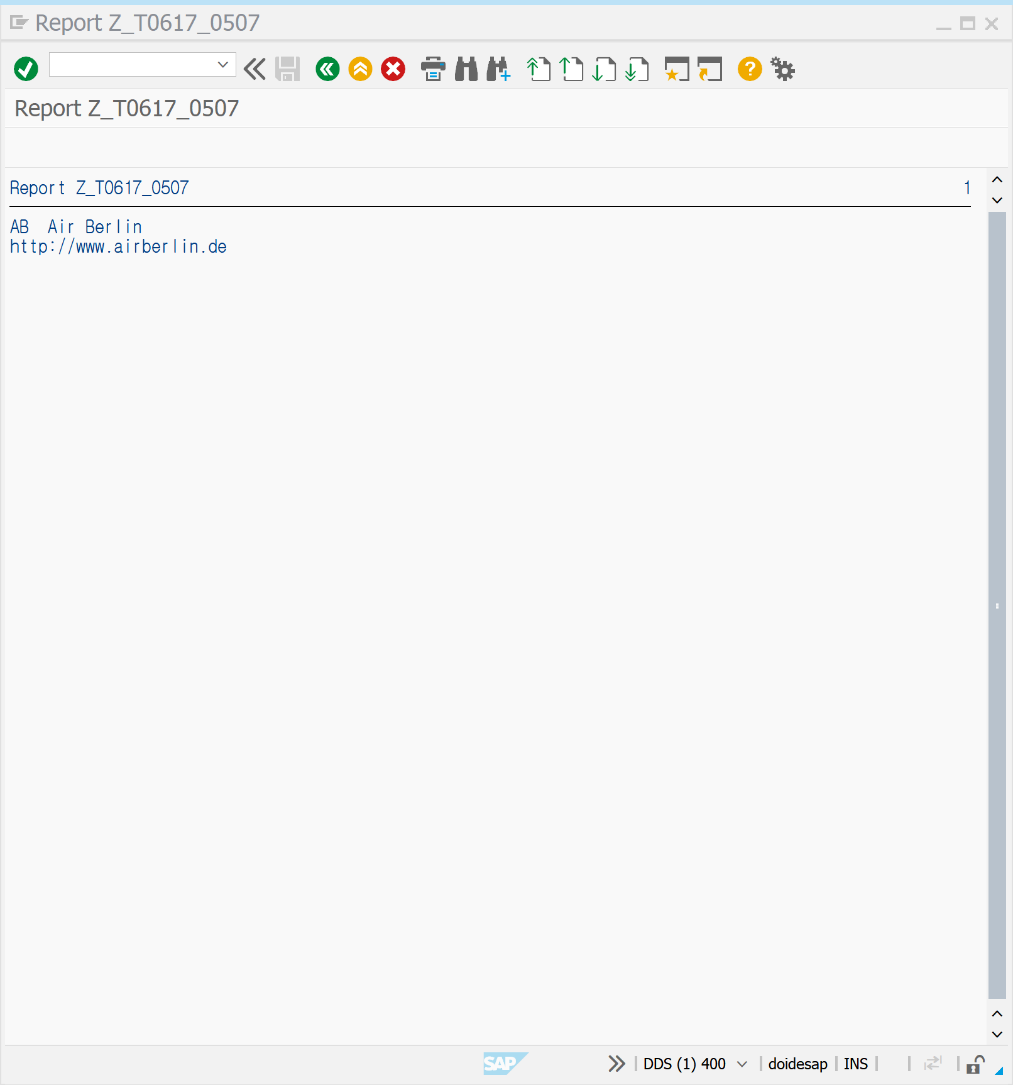 Report Z_T0617_0507
Report Z_T0617_0507
Report Z_T0617_0507 1
AB  Air Berlin
http://www.airberlin.de
SAP DDS (1) 400 doidesap INS